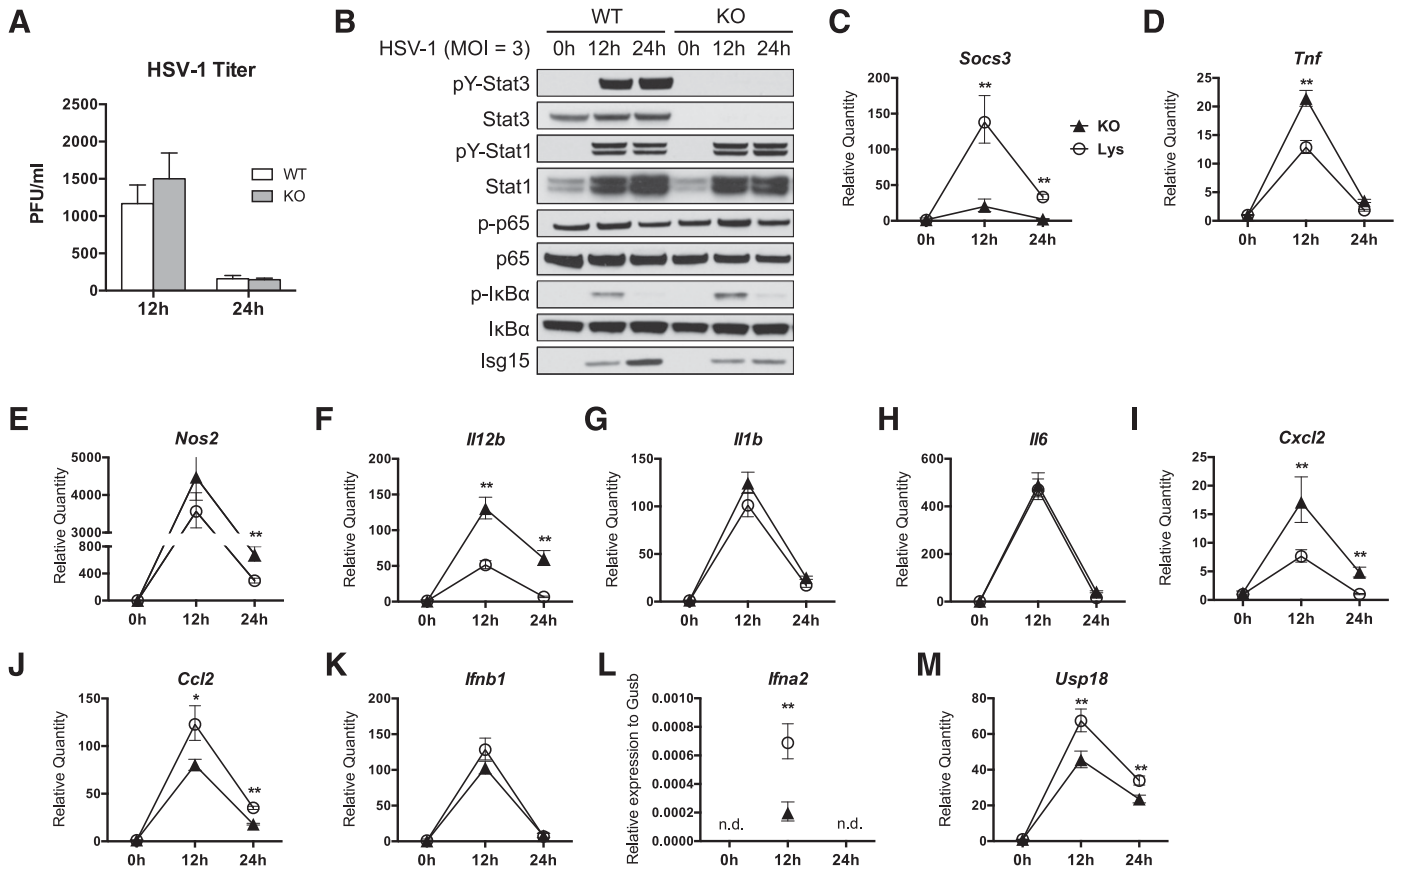 A
HSV-1 Titer
PFU/ml
2500
2000
1500
1000
500
0
12h
24h
WT
KO
B
WT
KO
HSV-1 (MOI = 3)
0h
12h
24h
0h
12h
24h
pY-Stat3
Stat3
pY-Stat1
Stat1
p-p65
p65
p-IκBα
IκBα
Isg15
C
Socs3
Relative Quantity
200
150
100
50
0
**
**
0h
12h
24h
KO
Lys
D
Tnf
Relative Quantity
25
20
15
10
5
0
**
0h
12h
24h
E
Nos2
Relative Quantity
5000
4000
3000
800
400
0
**
0h
12h
24h
F
Il12b
Relative Quantity
200
150
100
50
0
**
**
0h
12h
24h
G
Il1b
Relative Quantity
150
100
50
0
0h
12h
24h
H
Il6
Relative Quantity
600
400
200
0
0h
12h
24h
I
Cxcl2
Relative Quantity
25
20
15
10
5
0
**
**
0h
12h
24h
J
Ccl2
Relative Quantity
150
100
50
0
*
**
0h
12h
24h
K
Ifnb1
Relative Quantity
200
150
100
50
0
0h
12h
24h
L
Ifna2
Relative expression to Gusb
0.0010
0.0008
0.0006
0.0004
0.0002
0.0000
**
n.d.
n.d.
0h
12h
24h
M
Usp18
Relative Quantity
80
60
40
20
0
**
**
0h
12h
24h